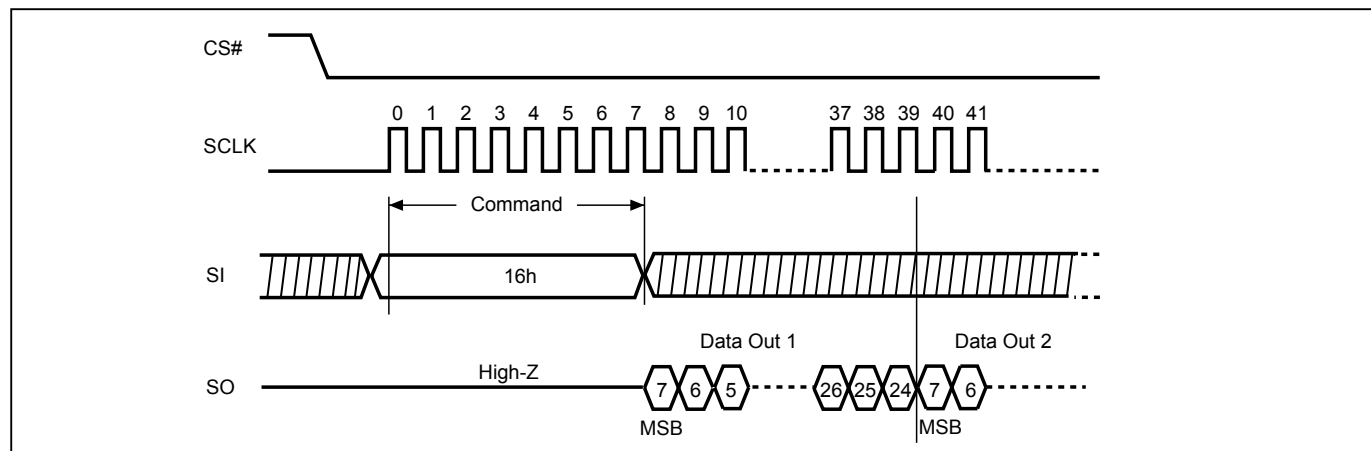 CS#
0 1 2 3 4 5 6 7 8 9 10 37 38 39 40 41
SCLK
Command
SI
16h
Data Out 1
Data Out 2
High-Z
SO
7 6 5 26 25 24 7 6
MSB
MSB